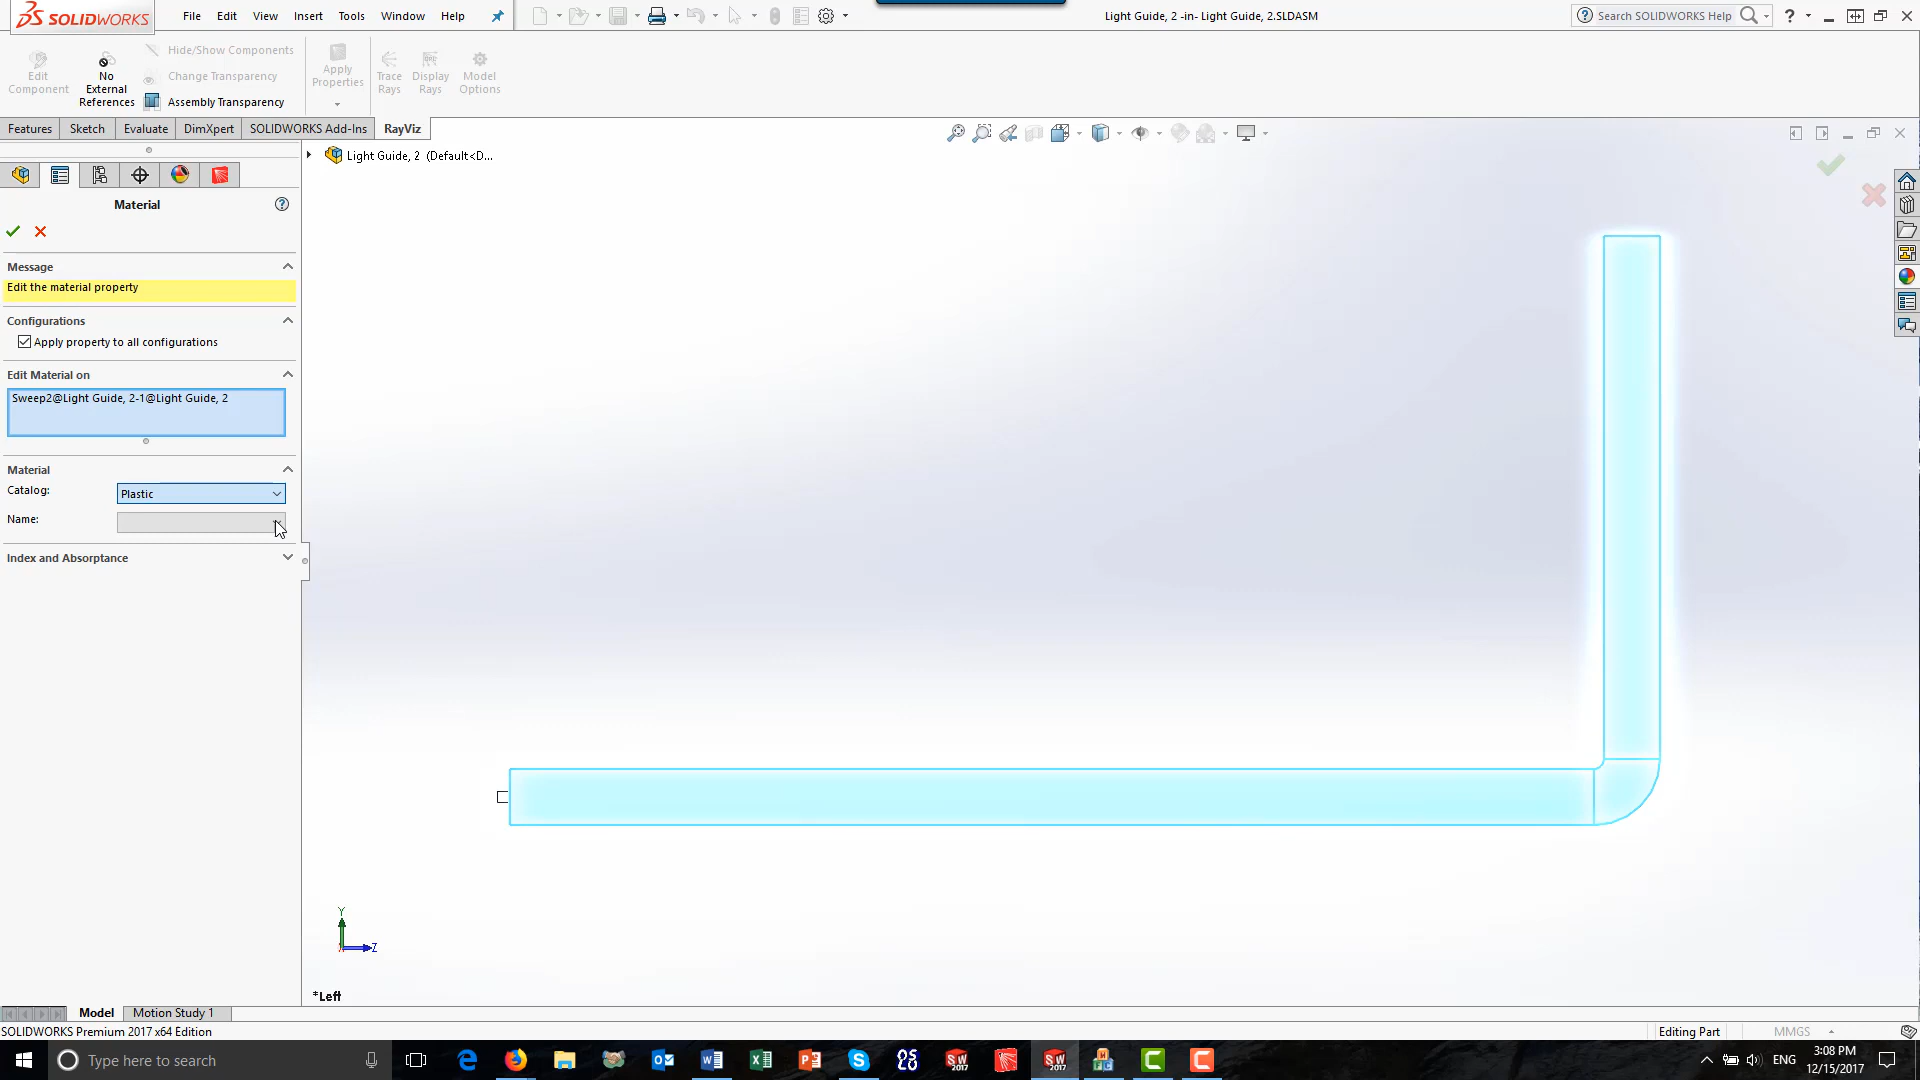 SOLIDWORKS
File Edit View Insert Tools Window Help
Light Guide, 2 -in- Light Guide, 2.SLDASM
Search SOLIDWORKS Help
?
Edit Component
No External References
Hide/Show Components
Change Transparency
Assembly Transparency
Apply Properties
Trace Rays
Display Rays
Model Options
Features Sketch Evaluate DimXpert SOLIDWORKS Add-Ins RayViz
Light Guide, 2 (Default<D...
Material
Message
Edit the material property
Configurations
Apply property to all configurations
Edit Material on
Sweep2@Light Guide, 2-1@Light Guide, 2
Material
Catalog: Plastic
Name:
Index and Absorptance
Y
Z
*Left
Model Motion Study 1
SOLIDWORKS Premium 2017 x64 Edition
Editing Part
MMGS
Type here to search
SW 2017
SW 2017
ENG
3:08 PM
12/15/2017